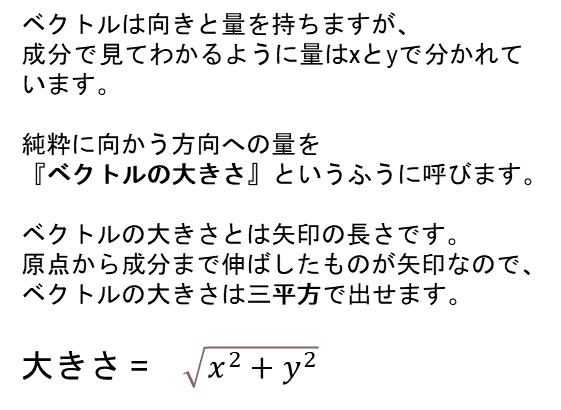 ベクトルは向きと量を持ちますが、
成分で見てわかるように量はxとyで分かれて
います。
純粋に向かう方向への量を
『ベクトルの大きさ』というふうに呼びます。
ベクトルの大きさとは矢印の長さです。
原点から成分まで伸ばしたものが矢印なので、
ベクトルの大きさは三平方で出せます。
大きさ = √(x² + y²)